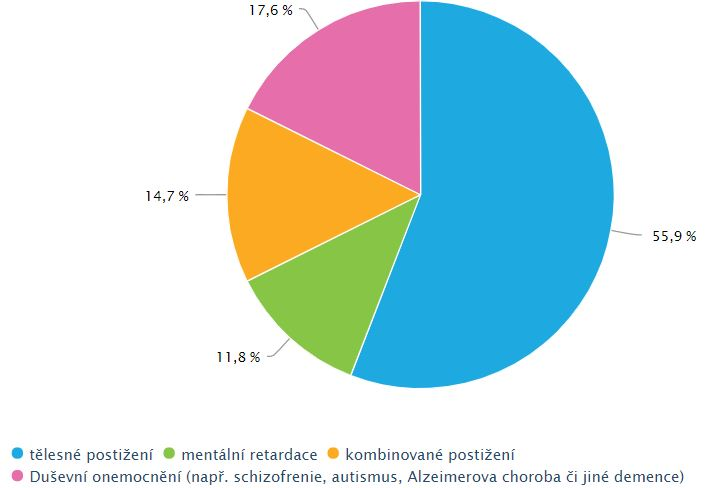 17,6 %
14,7 %
55,9 %
11,8 %
tělesné postižení mentální retardace kombinované postižení
Duševní onemocnění (např. schizofrenie, autismus, Alzeimerova choroba či jiné demence)